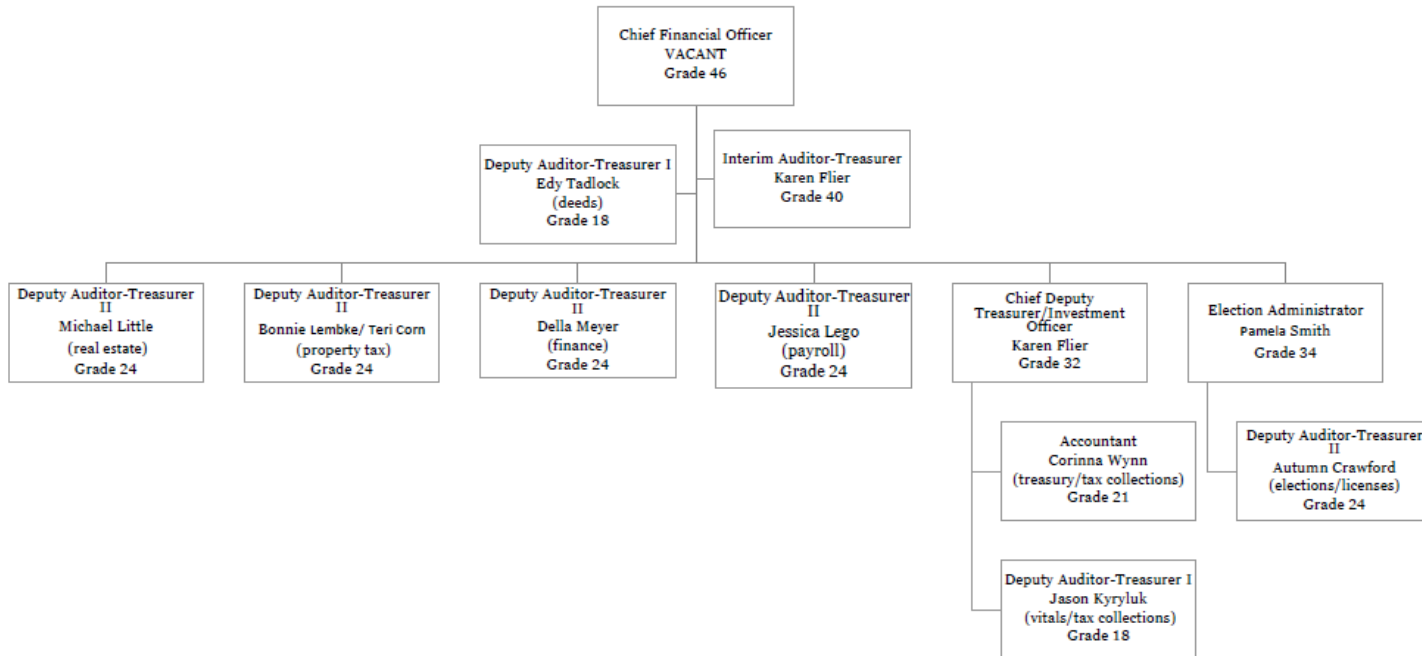 Chief Financial Officer
VACANT
Grade 46
Deputy Auditor-Treasurer I
Edy Tadlock
(deeds)
Grade 18
Interim Auditor-Treasurer
Karen Flier
Grade 40
Deputy Auditor-Treasurer
II
Michael Little
(real estate)
Grade 24
Deputy Auditor-Treasurer
II
Bonnie Lembke/ Teri Corn
(property tax)
Grade 24
Deputy Auditor-Treasurer
II
Della Meyer
(finance)
Grade 24
Deputy Auditor-Treasurer
II
Jessica Lego
(payroll)
Grade 24
Chief Deputy
Treasurer/Investment
Officer
Karen Flier
Grade 32
Election Administrator
Pamela Smith
Grade 34
Accountant
Corinna Wynn
(treasury/tax collections)
Grade 21
Deputy Auditor-Treasurer
II
Autumn Crawford
(elections/licenses)
Grade 24
Deputy Auditor-Treasurer I
Jason Kyryluk
(vitals/tax collections)
Grade 18